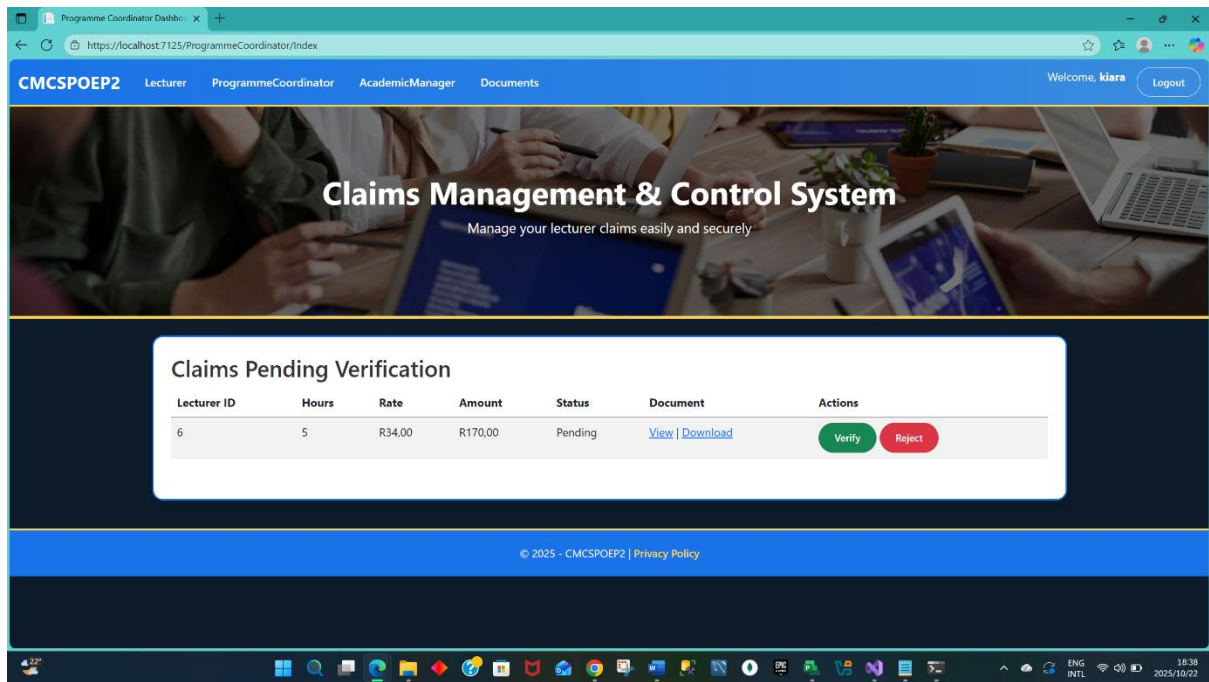 Programme Coordinator Dashbo
https://localhost:7125/ProgrammeCoordinator/Index
CMCSPOEP2 Lecturer ProgrammeCoordinator AcademicManager Documents Welcome, kiara Logout
Claims Management & Control System
Manage your lecturer claims easily and securely
Claims Pending Verification
Lecturer ID Hours Rate Amount Status Document Actions
6 5 R34,00 R170,00 Pending View | Download Verify Reject
© 2025 - CMCSPOEP2 | Privacy Policy
22° ENG 18:38
INTL 2025/10/22